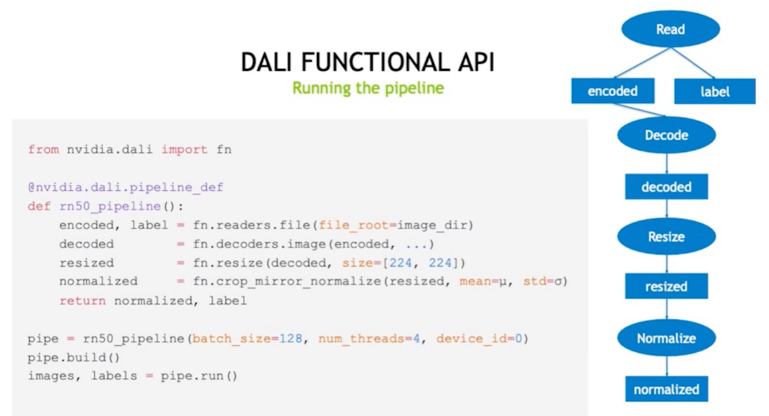 DALI FUNCTIONAL API
Running the pipeline
from nvidia.dali import fn
@nvidia.dali.pipeline_def
def rn50_pipeline():
    encoded, label = fn.readers.file(file_root=image_dir)
    decoded        = fn.decoders.image(encoded, ...)
    resized        = fn.resize(decoded, size=[224, 224])
    normalized     = fn.crop_mirror_normalize(resized, mean=μ, std=σ)
    return normalized, label
pipe = rn50_pipeline(batch_size=128, num_threads=4, device_id=0)
pipe.build()
images, labels = pipe.run()
Read
encoded
label
Decode
decoded
Resize
resized
Normalize
normalized